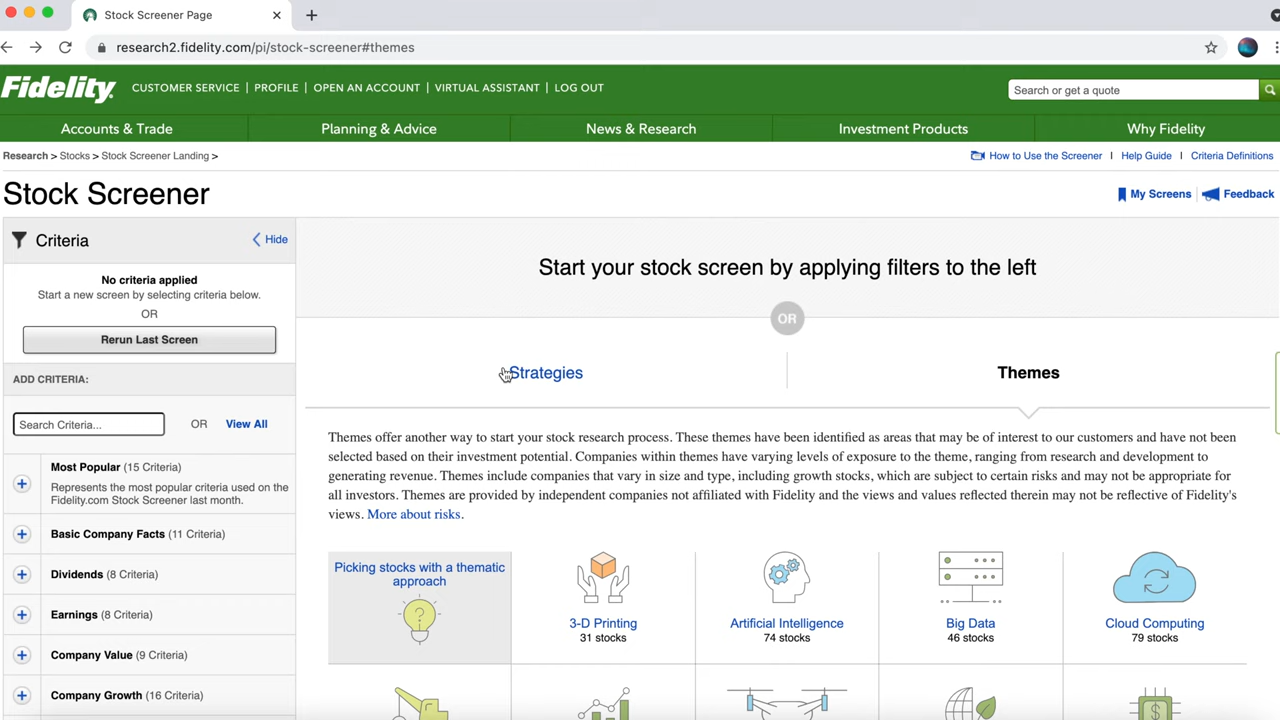 Stock Screener Page
research2.fidelity.com/pi/stock-screener#themes
Fidelity
CUSTOMER SERVICE | PROFILE | OPEN AN ACCOUNT | VIRTUAL ASSISTANT | LOG OUT
Search or get a quote
Accounts & Trade
Planning & Advice
News & Research
Investment Products
Why Fidelity
Research > Stocks > Stock Screener Landing >
How to Use the Screener | Help Guide | Criteria Definitions
Stock Screener
My Screens
Feedback
Criteria
Hide
No criteria applied
Start a new screen by selecting criteria below.
OR
Rerun Last Screen
ADD CRITERIA:
Search Criteria...
OR
View All
Most Popular (15 Criteria)
Represents the most popular criteria used on the
Fidelity.com Stock Screener last month.
Basic Company Facts (11 Criteria)
Dividends (8 Criteria)
Earnings (8 Criteria)
Company Value (9 Criteria)
Company Growth (16 Criteria)
Start your stock screen by applying filters to the left
OR
Strategies
Themes
Themes offer another way to start your stock research process. These themes have been identified as areas that may be of interest to our customers and have not been
selected based on their investment potential. Companies within themes have varying levels of exposure to the theme, ranging from research and development to
generating revenue. Themes include companies that vary in size and type, including growth stocks, which are subject to certain risks and may not be appropriate for
all investors. Themes are provided by independent companies not affiliated with Fidelity and the views and values reflected therein may not be reflective of Fidelity's
views. More about risks.
Picking stocks with a thematic
approach
3-D Printing
31 stocks
Artificial Intelligence
74 stocks
Big Data
46 stocks
Cloud Computing
79 stocks